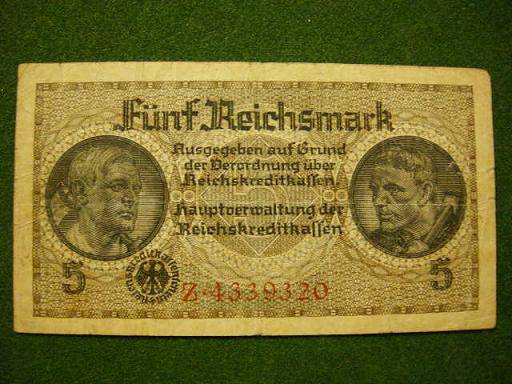 Fünf Reichsmark
Ausgegeben auf Grund
der Verordnung über
Reichskreditkassen.
Hauptverwaltung der
Reichskreditkassen
5
5
Z·4339320